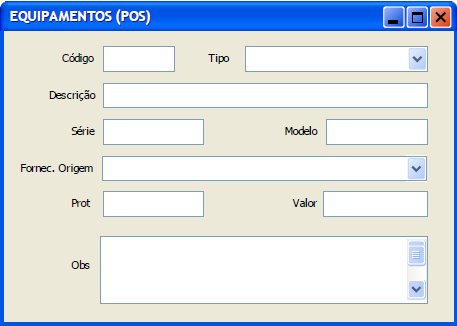 EQUIPAMENTOS (POS)
Código Tipo
Descrição
Série Modelo
Fornec. Origem
Prot Valor
Obs